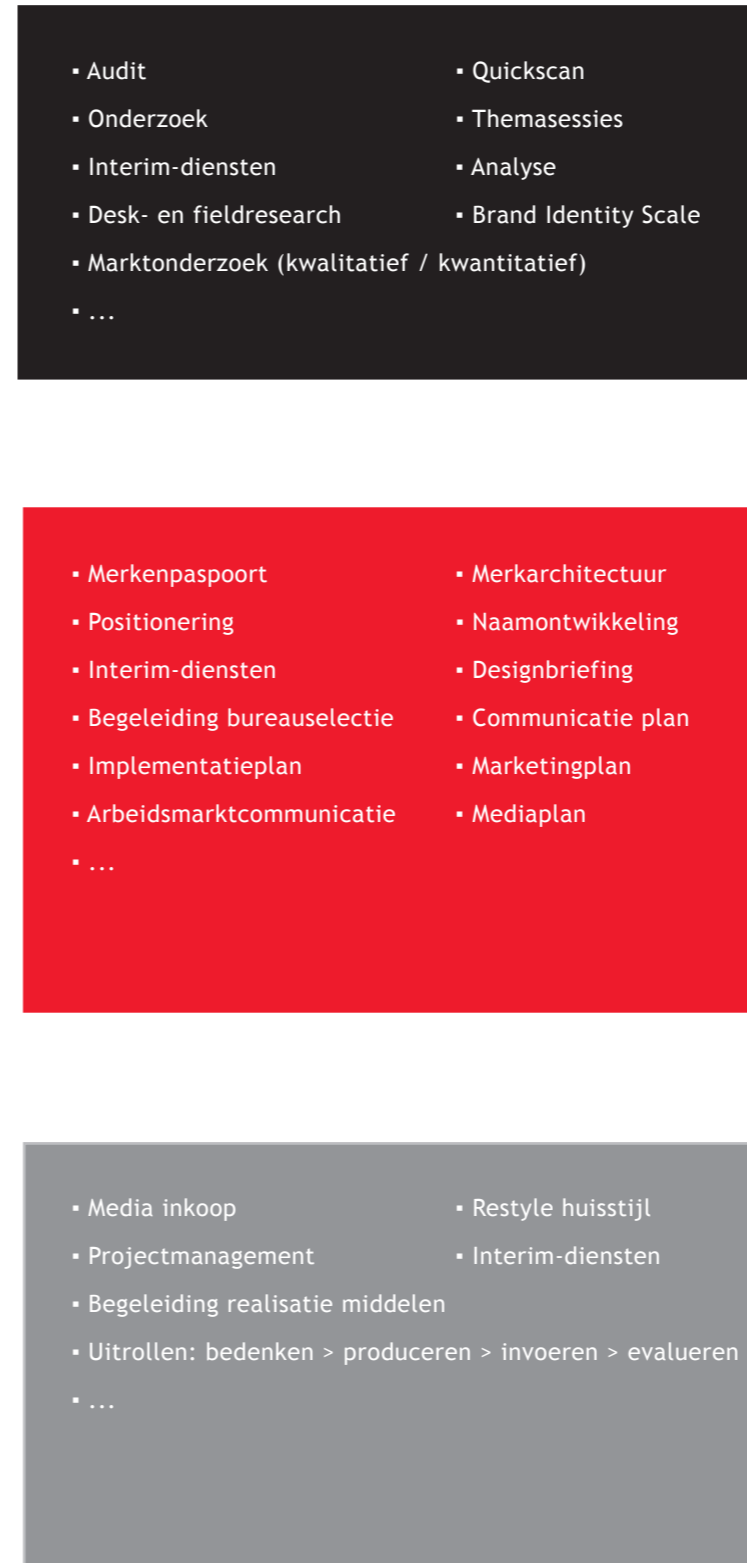 ▪ Audit
▪ Quickscan
▪ Onderzoek
▪ Themasessies
▪ Interim-diensten
▪ Analyse
▪ Desk- en fieldresearch
▪ Brand Identity Scale
▪ Marktonderzoek (kwalitatief / kwantitatief)
▪ ...
▪ Merkenpaspoort
▪ Merkarchitectuur
▪ Positionering
▪ Naamontwikkeling
▪ Interim-diensten
▪ Designbriefing
▪ Begeleiding bureauselectie
▪ Communicatie plan
▪ Implementatieplan
▪ Marketingplan
▪ Arbeidsmarktcommunicatie
▪ Mediaplan
▪ ...
▪ Media inkoop
▪ Restyle huisstijl
▪ Projectmanagement
▪ Interim-diensten
▪ Begeleiding realisatie middelen
▪ Uitrollen: bedenken > produceren > invoeren > evalueren
▪ ...